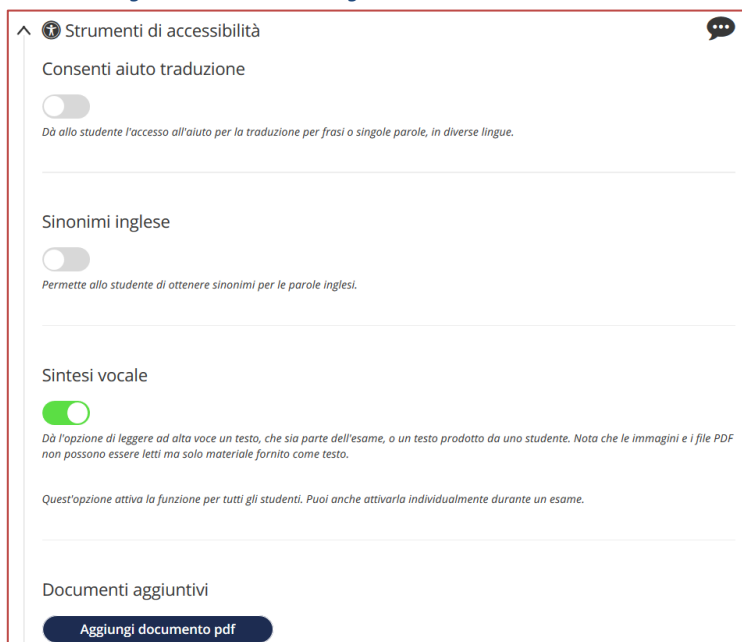 Strumenti di accessibilità
Consenti aiuto traduzione
Dà allo studente l'accesso all'aiuto per la traduzione per frasi o singole parole, in diverse lingue.
Sinonimi inglese
Permette allo studente di ottenere sinonimi per le parole inglesi.
Sintesi vocale
Dà l'opzione di leggere ad alta voce un testo, che sia parte dell'esame, o un testo prodotto da uno studente. Nota che le immagini e i file PDF
non possono essere letti ma solo materiale fornito come testo.
Quest'opzione attiva la funzione per tutti gli studenti. Puoi anche attivarla individualmente durante un esame.
Documenti aggiuntivi
Aggiungi documento pdf